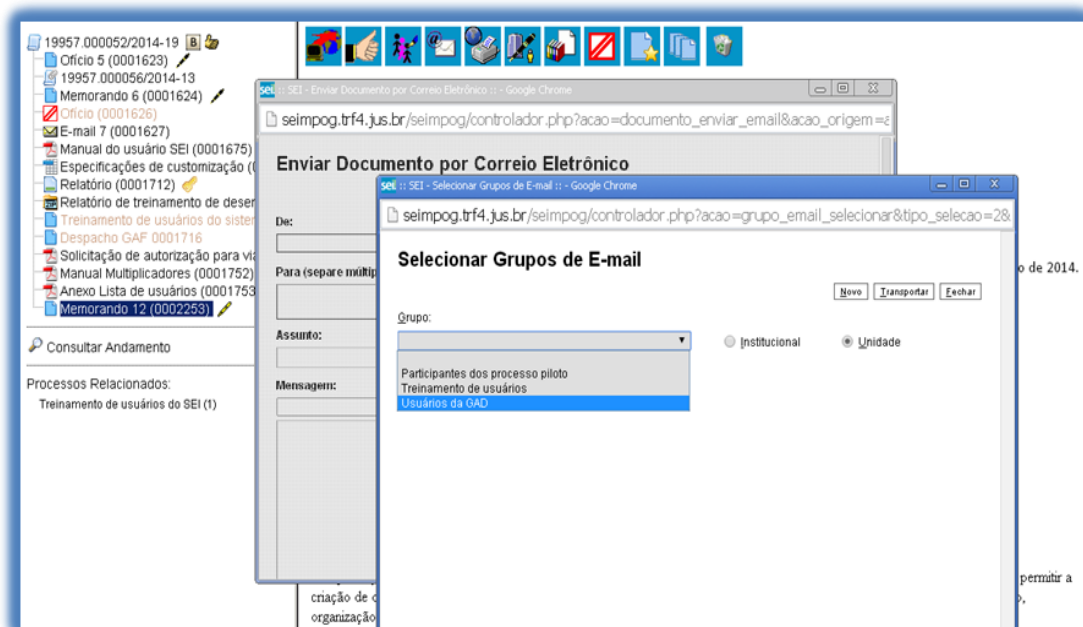 19957.000052/2014-19
Ofício 5 (0001623)
19957.000056/2014-13
Memorando 6 (0001624)
Ofício (0001626)
E-mail 7 (0001627)
Manual do usuário SEI (0001675)
Especificações de customização (
Relatório (0001712)
Relatório de treinamento de deser
Treinamento de usuários do sister
Despacho GAF 0001716
Solicitação de autorização para via
Manual Multiplicadores (0001752)
Anexo Lista de usuários (0001753
Memorando 12 (0002253)
Consultar Andamento
Processos Relacionados:
Treinamento de usuários do SEI (1)
sei :: SEI - Enviar Documento por Correio Eletrônico :: - Google Chrome
seimpog.trf4.jus.br/seimpog/controlador.php?acao=documento_enviar_email&acao_origem=a
Enviar Documento por Correio Eletrônico
De:
Para (separe múltip
Assunto:
Mensagem:
sei :: SEI - Selecionar Grupos de E-mail :: - Google Chrome
seimpog.trf4.jus.br/seimpog/controlador.php?acao=grupo_email_selecionar&tipo_selecao=2&
Selecionar Grupos de E-mail
Novo Transportar Fechar
Grupo:
Institucional Unidade
Participantes dos processo piloto
Treinamento de usuários
Usuários da GAD
o de 2014.
permitir a
criação de
organização